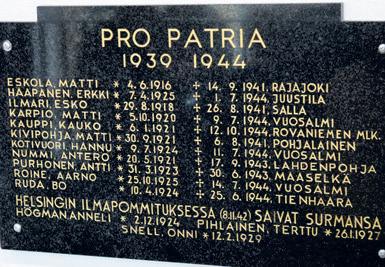 PRO PATRIA
1939 1944
ESKOLA, MATTI * 4.6.1916 + 14.9.1941. RAJAJOKI
HAAPANEN, ERKKI * 7.4.1925 + 1.7.1944. JUUSTILA
ILMARI, ESKO * 29.8.1918 + 26.8.1941. SALLA
KARPIO, MATTI * 5.10.1920 + 9.7.1944. VUOSALMI
KAUPPI, KAUKO * 6.1.1921 + 12.10.1944. ROVANIEMEN MLK.
KIVIPOHJA, MATTI * 30.9.1921 + 6.8.1941. POHJALAINEN
KOTIVUORI, HANNU * 9.7.1924 + 11.7.1944. VUOSALMI
NUMMI, ANTERO * 20.5.1921 + 17.9.1943. LAHDENPOHJA
PURHONEN, ANTTI * 31.3.1923 + 30.6.1943. MAASELKÄ
ROINE, AARNO * 25.10.1925 + 14.7.1944. VUOSALMI
RUDA, BO * 10.4.1924 + 25.6.1944. TIENHAARA
HELSINGIN ILMAPOMMITUKSESSA (8.11.42) SAIVAT SURMANSA
HÖGMAN ANNELI * 2.12.1924 PIHLAINEN, TERTTU * 26.1.1927
SNELL, ONNI * 12.2.1929